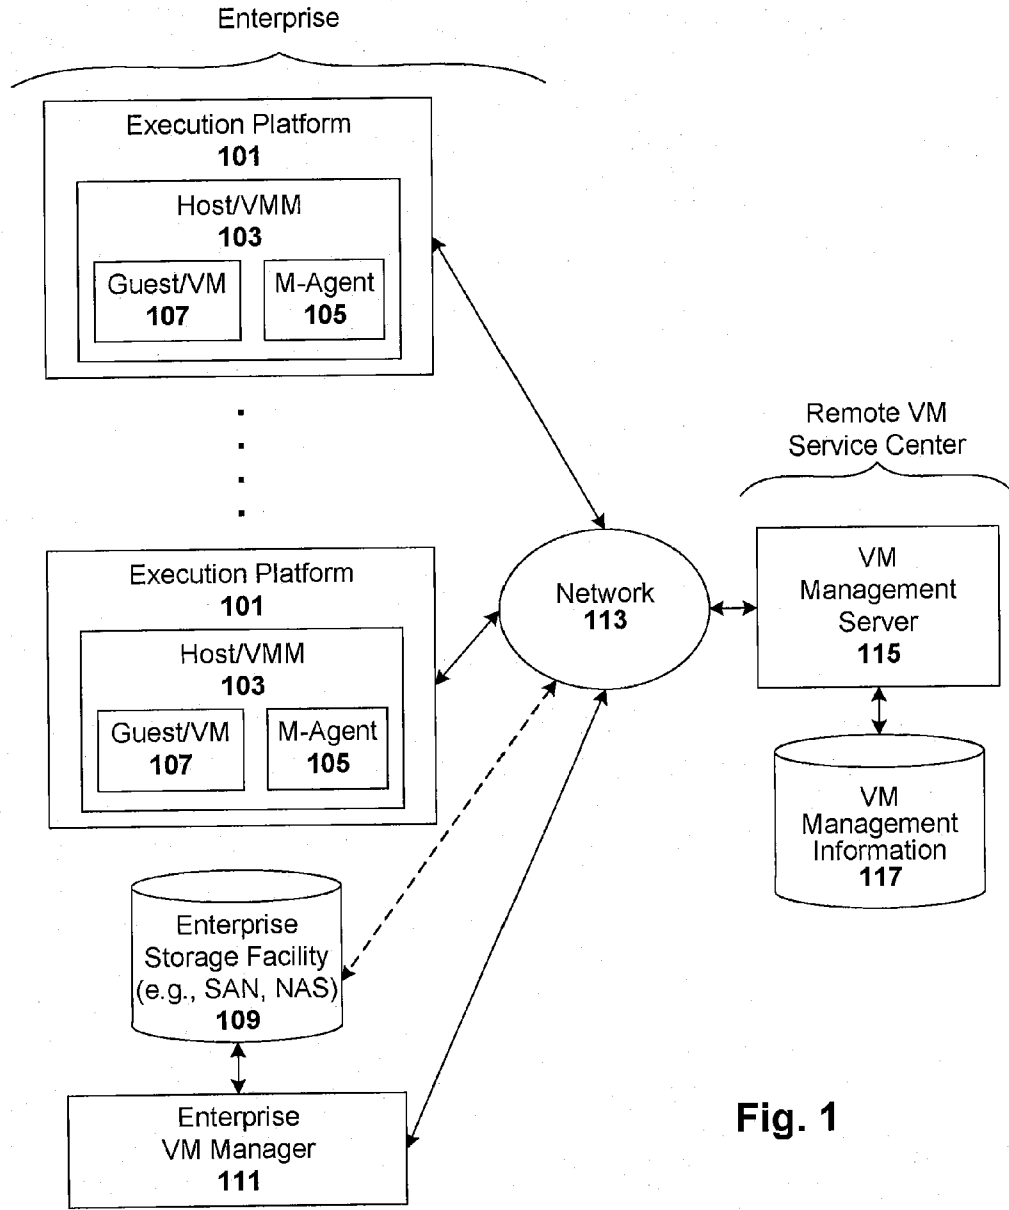 Enterprise
Execution Platform
101
Host/VMM
103
Guest/VM
107
M-Agent
105
Execution Platform
101
Host/VMM
103
Guest/VM
107
M-Agent
105
Enterprise
Storage Facility
(e.g., SAN, NAS)
109
Enterprise
VM Manager
111
Network
113
Remote VM
Service Center
VM
Management
Server
115
VM
Management
Information
117
Fig. 1